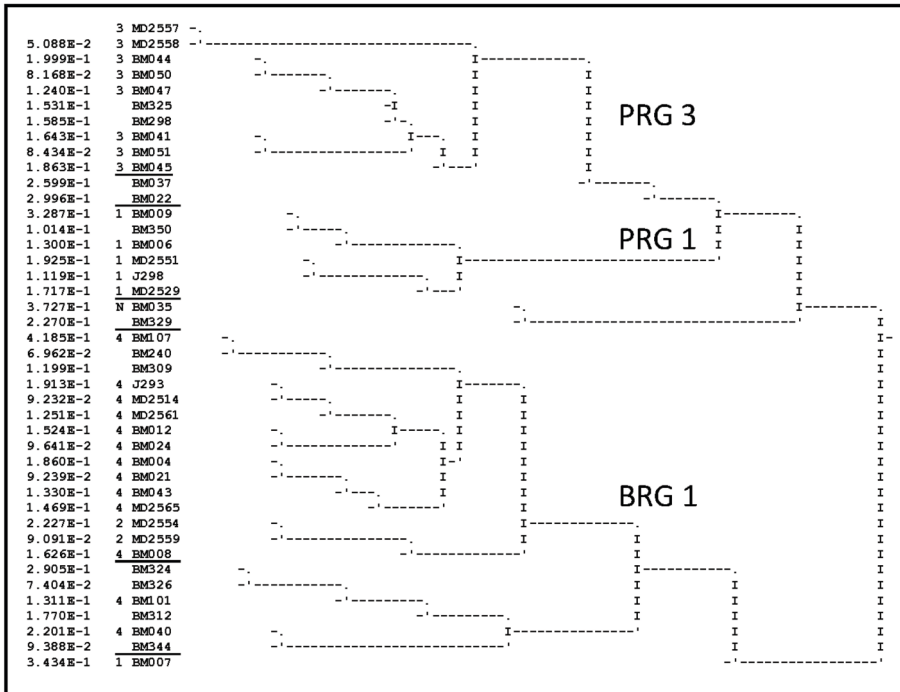 3 MD2557
5.088E-2 3 MD2558
1.999E-1 3 BM044
8.168E-2 3 BM050
1.240E-1 3 BM047
1.531E-1 BM325
1.585E-1 BM298
PRG 3
1.643E-1 3 BM041
8.434E-2 3 BM051
1.863E-1 3 BM045
2.599E-1 BM037
2.996E-1 BM022
3.287E-1 1 BM009
1.014E-1 BM350
1.300E-1 1 BM006
PRG 1
1.925E-1 1 MD2551
1.119E-1 1 J298
1.717E-1 1 MD2529
3.727E-1 N BM035
2.270E-1 BM329
4.185E-1 4 BM107
6.962E-2 BM240
1.199E-1 BM309
1.913E-1 4 J293
9.232E-2 4 MD2514
1.251E-1 4 MD2561
1.524E-1 4 BM012
9.641E-2 4 BM024
1.860E-1 4 BM004
9.239E-2 4 BM021
1.330E-1 4 BM043
BRG 1
1.469E-1 4 MD2565
2.227E-1 2 MD2554
9.091E-2 2 MD2559
1.626E-1 4 BM008
2.905E-1 BM324
7.404E-2 BM326
1.311E-1 4 BM101
1.770E-1 BM312
2.201E-1 4 BM040
9.388E-2 BM344
3.434E-1 1 BM007